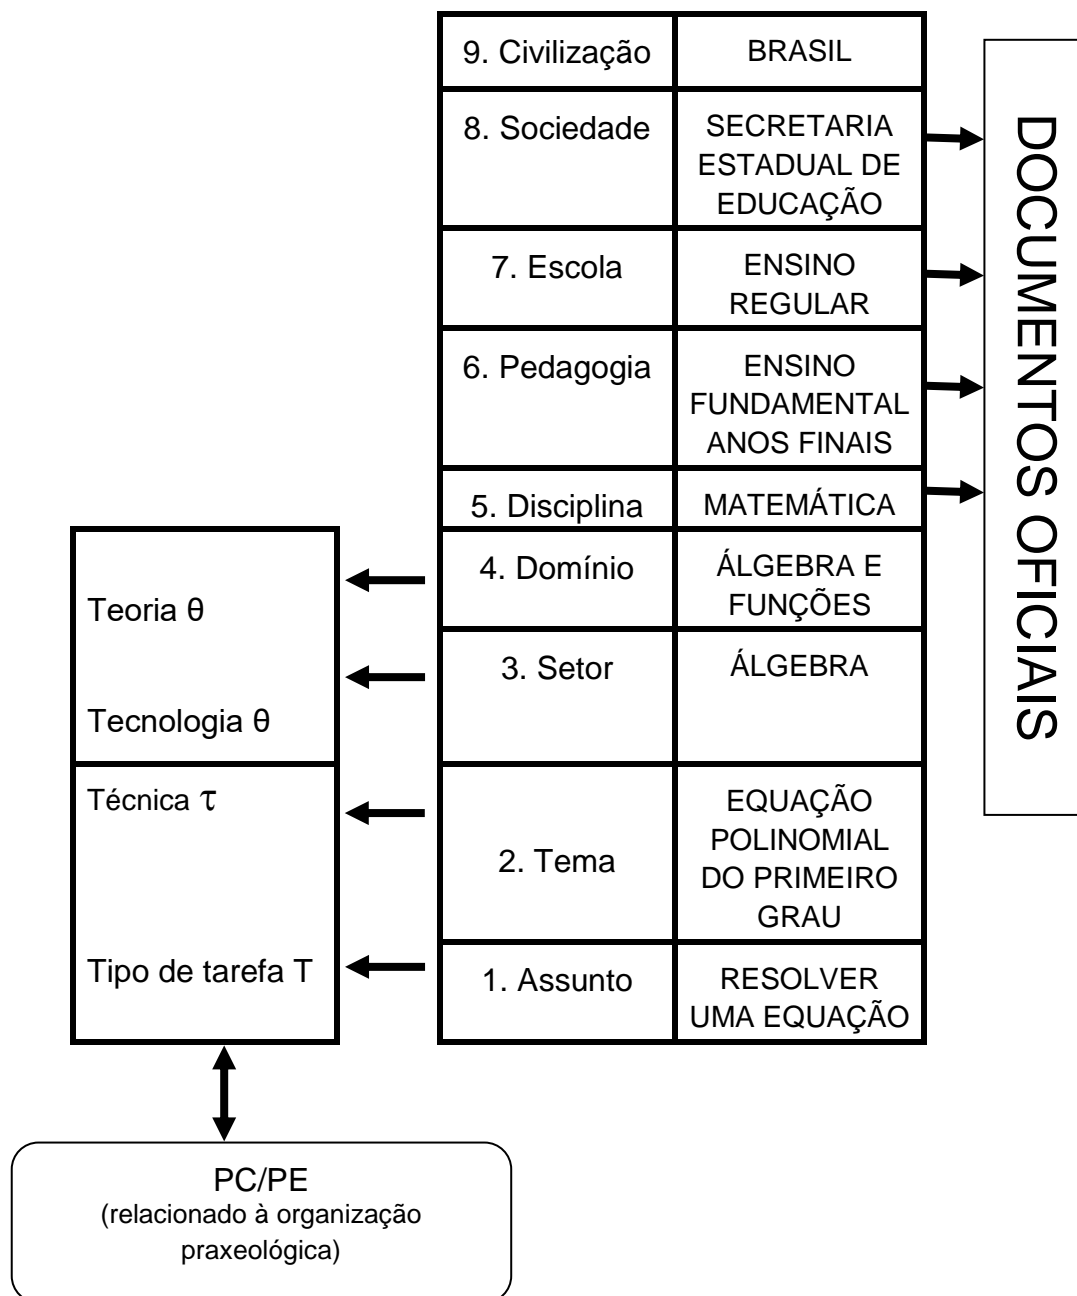 9. Civilização
BRASIL
8. Sociedade
SECRETARIA
ESTADUAL DE
EDUCAÇÃO
7. Escola
ENSINO
REGULAR
6. Pedagogia
ENSINO
FUNDAMENTAL
ANOS FINAIS
5. Disciplina
MATEMÁTICA
4. Domínio
ÁLGEBRA E
FUNÇÕES
3. Setor
ÁLGEBRA
2. Tema
EQUAÇÃO
POLINOMIAL
DO PRIMEIRO
GRAU
1. Assunto
RESOLVER
UMA EQUAÇÃO
DOCUMENTOS OFICIAIS
Teoria θ
Tecnologia θ
Técnica τ
Tipo de tarefa T
PC/PE
(relacionado à organização
praxeológica)